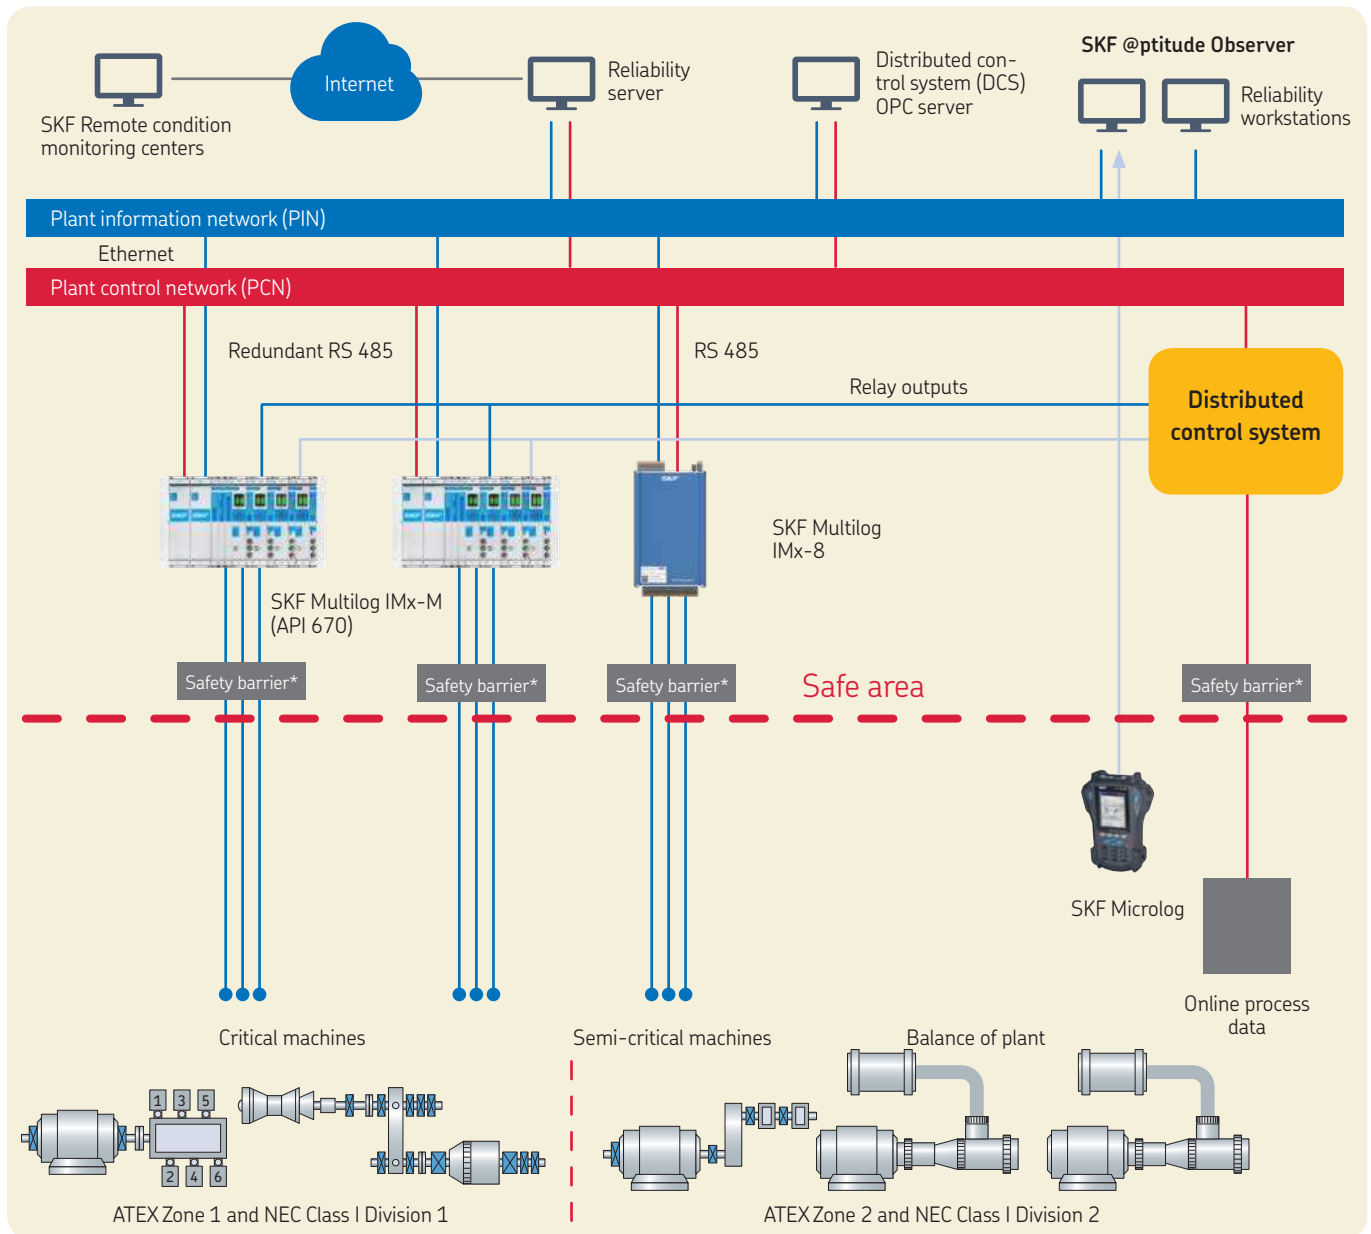 SKF @ptitude Observer
Internet
Reliability
server
Distributed con-
trol system (DCS)
OPC server
Reliability
workstations
SKF Remote condition
monitoring centers
Plant information network (PIN)
Ethernet
Plant control network (PCN)
Redundant RS 485
RS 485
Relay outputs
Distributed
control system
SKF
SKF Multilog
IMx-8
SKF Multilog IMx-M
(API 670)
Safety barrier*
Safety barrier*
Safety barrier*
Safe area
Safety barrier*
SKF Microlog
Online process
data
Critical machines
Semi-critical machines
Balance of plant
1 3 5
2 4 6
ATEX Zone 1 and NEC Class I Division 1
ATEX Zone 2 and NEC Class I Division 2